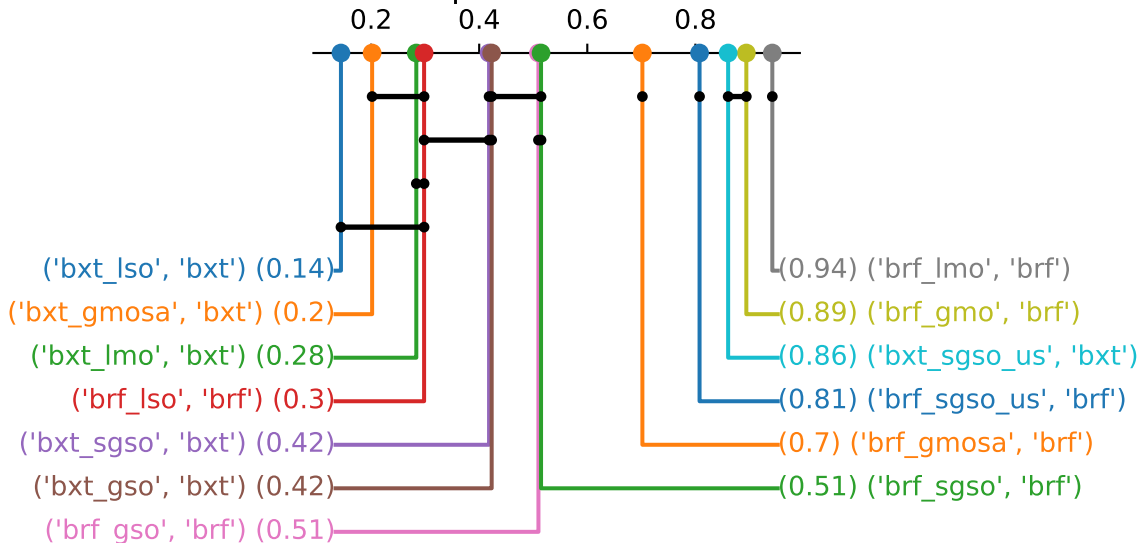 0.2 0.4 0.6 0.8
('bxt_lso', 'bxt') (0.14)
(0.94) ('brf_lmo', 'brf')
('bxt_gmosa', 'bxt') (0.2)
(0.89) ('brf_gmo', 'brf')
('bxt_lmo', 'bxt') (0.28)
(0.86) ('bxt_sgso_us', 'bxt')
('brf_lso', 'brf') (0.3)
(0.81) ('brf_sgso_us', 'brf')
('bxt_sgso', 'bxt') (0.42)
(0.7) ('brf_gmosa', 'brf')
('bxt_gso', 'bxt') (0.42)
(0.51) ('brf_sgso', 'brf')
('brf_gso', 'brf') (0.51)